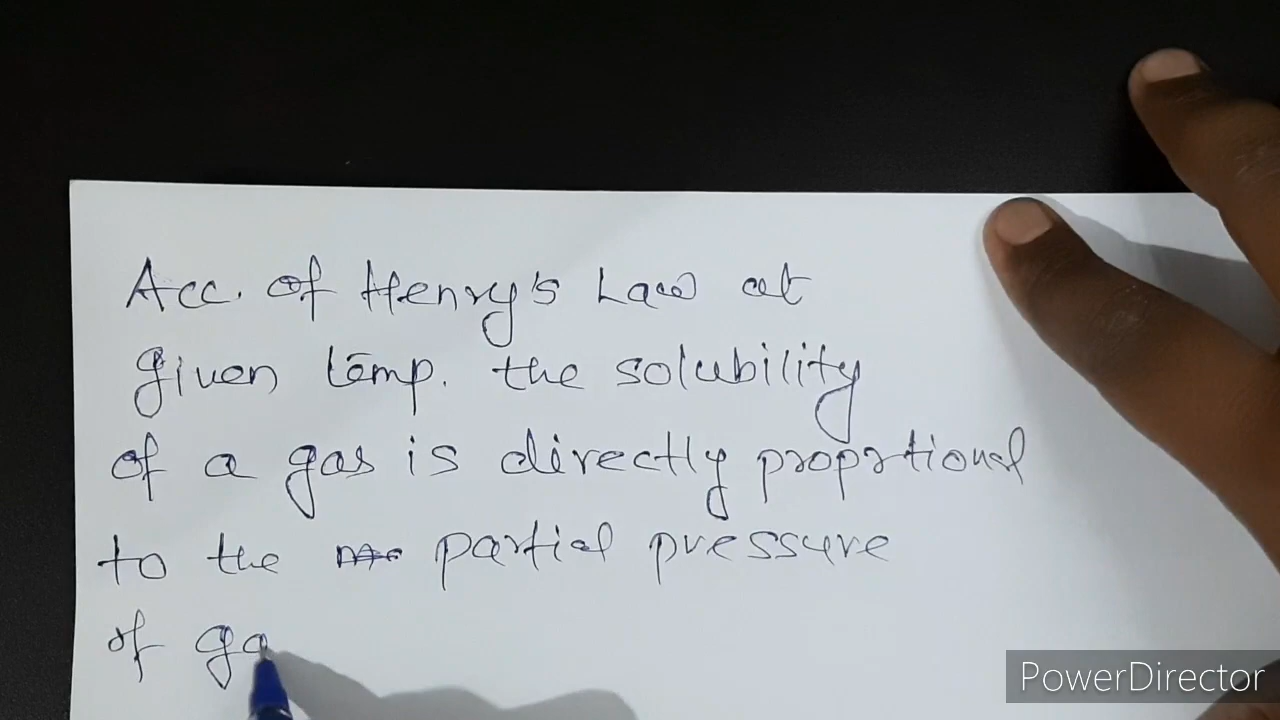 Acc. of Henry's Law at
given temp. the solubility
of a gas is directly proprtional
to the partial pressure
of ga
PowerDirector